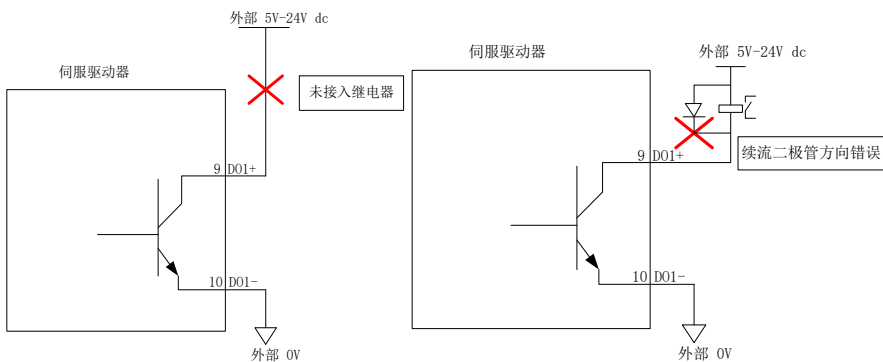 外部 5V-24V dc
伺服驱动器
未接入继电器
9 DO1+
10 DO1-
外部 0V
伺服驱动器
外部 5V-24V dc
续流二极管方向错误
9 DO1+
10 DO1-
外部 0V